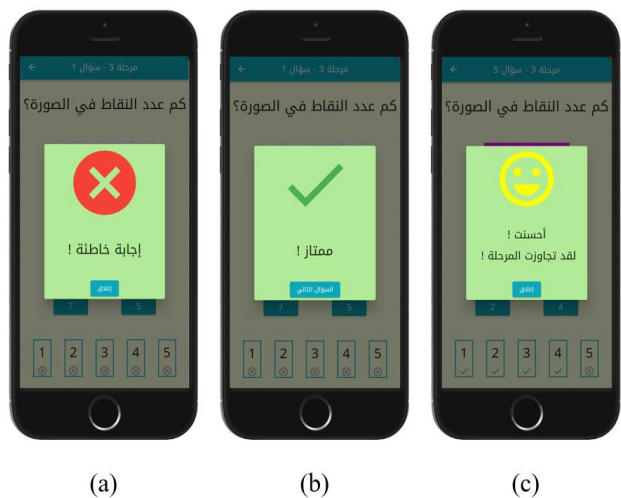 مرحلة 3 - سؤال 1
كم عدد النقاط في الصورة؟
إجابة خاطئة !
إغلاق
7 5
1 2 3 4 5
(a)
مرحلة 3 - سؤال 1
كم عدد النقاط في الصورة؟
ممتاز !
السؤال التالي
7 5
1 2 3 4 5
(b)
مرحلة 3 - سؤال 5
كم عدد النقاط في الصورة؟
أحسنت !
لقد تجاوزت المرحلة !
إغلاق
2 4
1 2 3 4 5
(c)